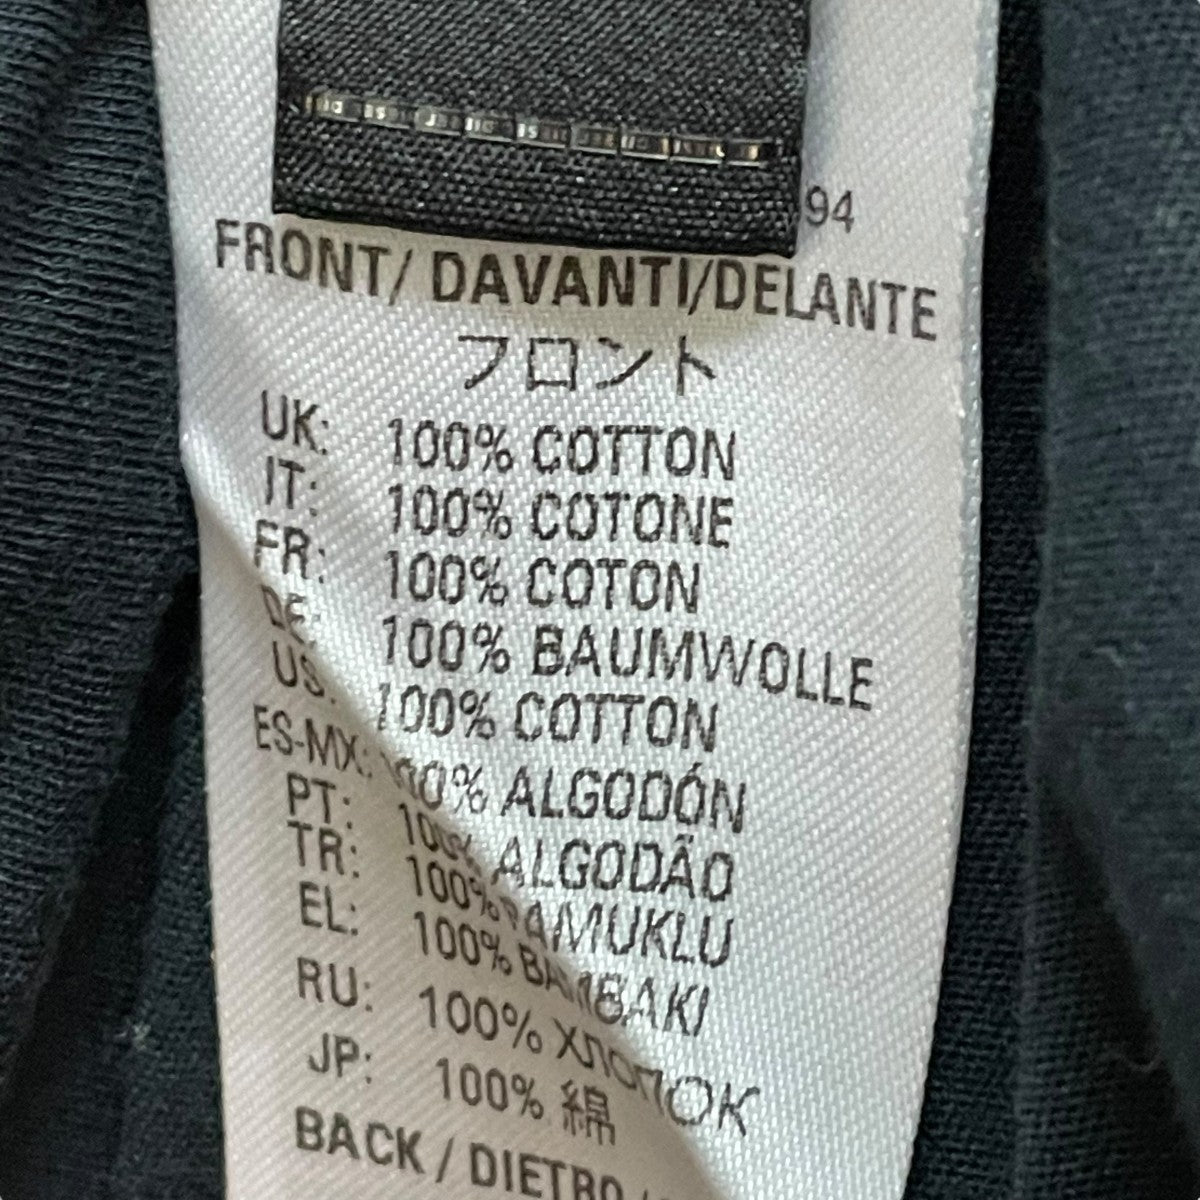 94
FRONT/ DAVANTI/DELANTE
フロント
UK: 100% COTTON
IT: 100% COTONE
FR: 100% COTON
DE: 100% BAUMWOLLE
US: 100% COTTON
ES-MX: 100% ALGODÓN
PT: 100% ALGODÃO
TR: 100% PAMUKLU
EL: 100% ΒΑΜΒΑΚΙ
RU: 100% ХЛОПОК
JP: 100% 綿
BACK / DIETRO